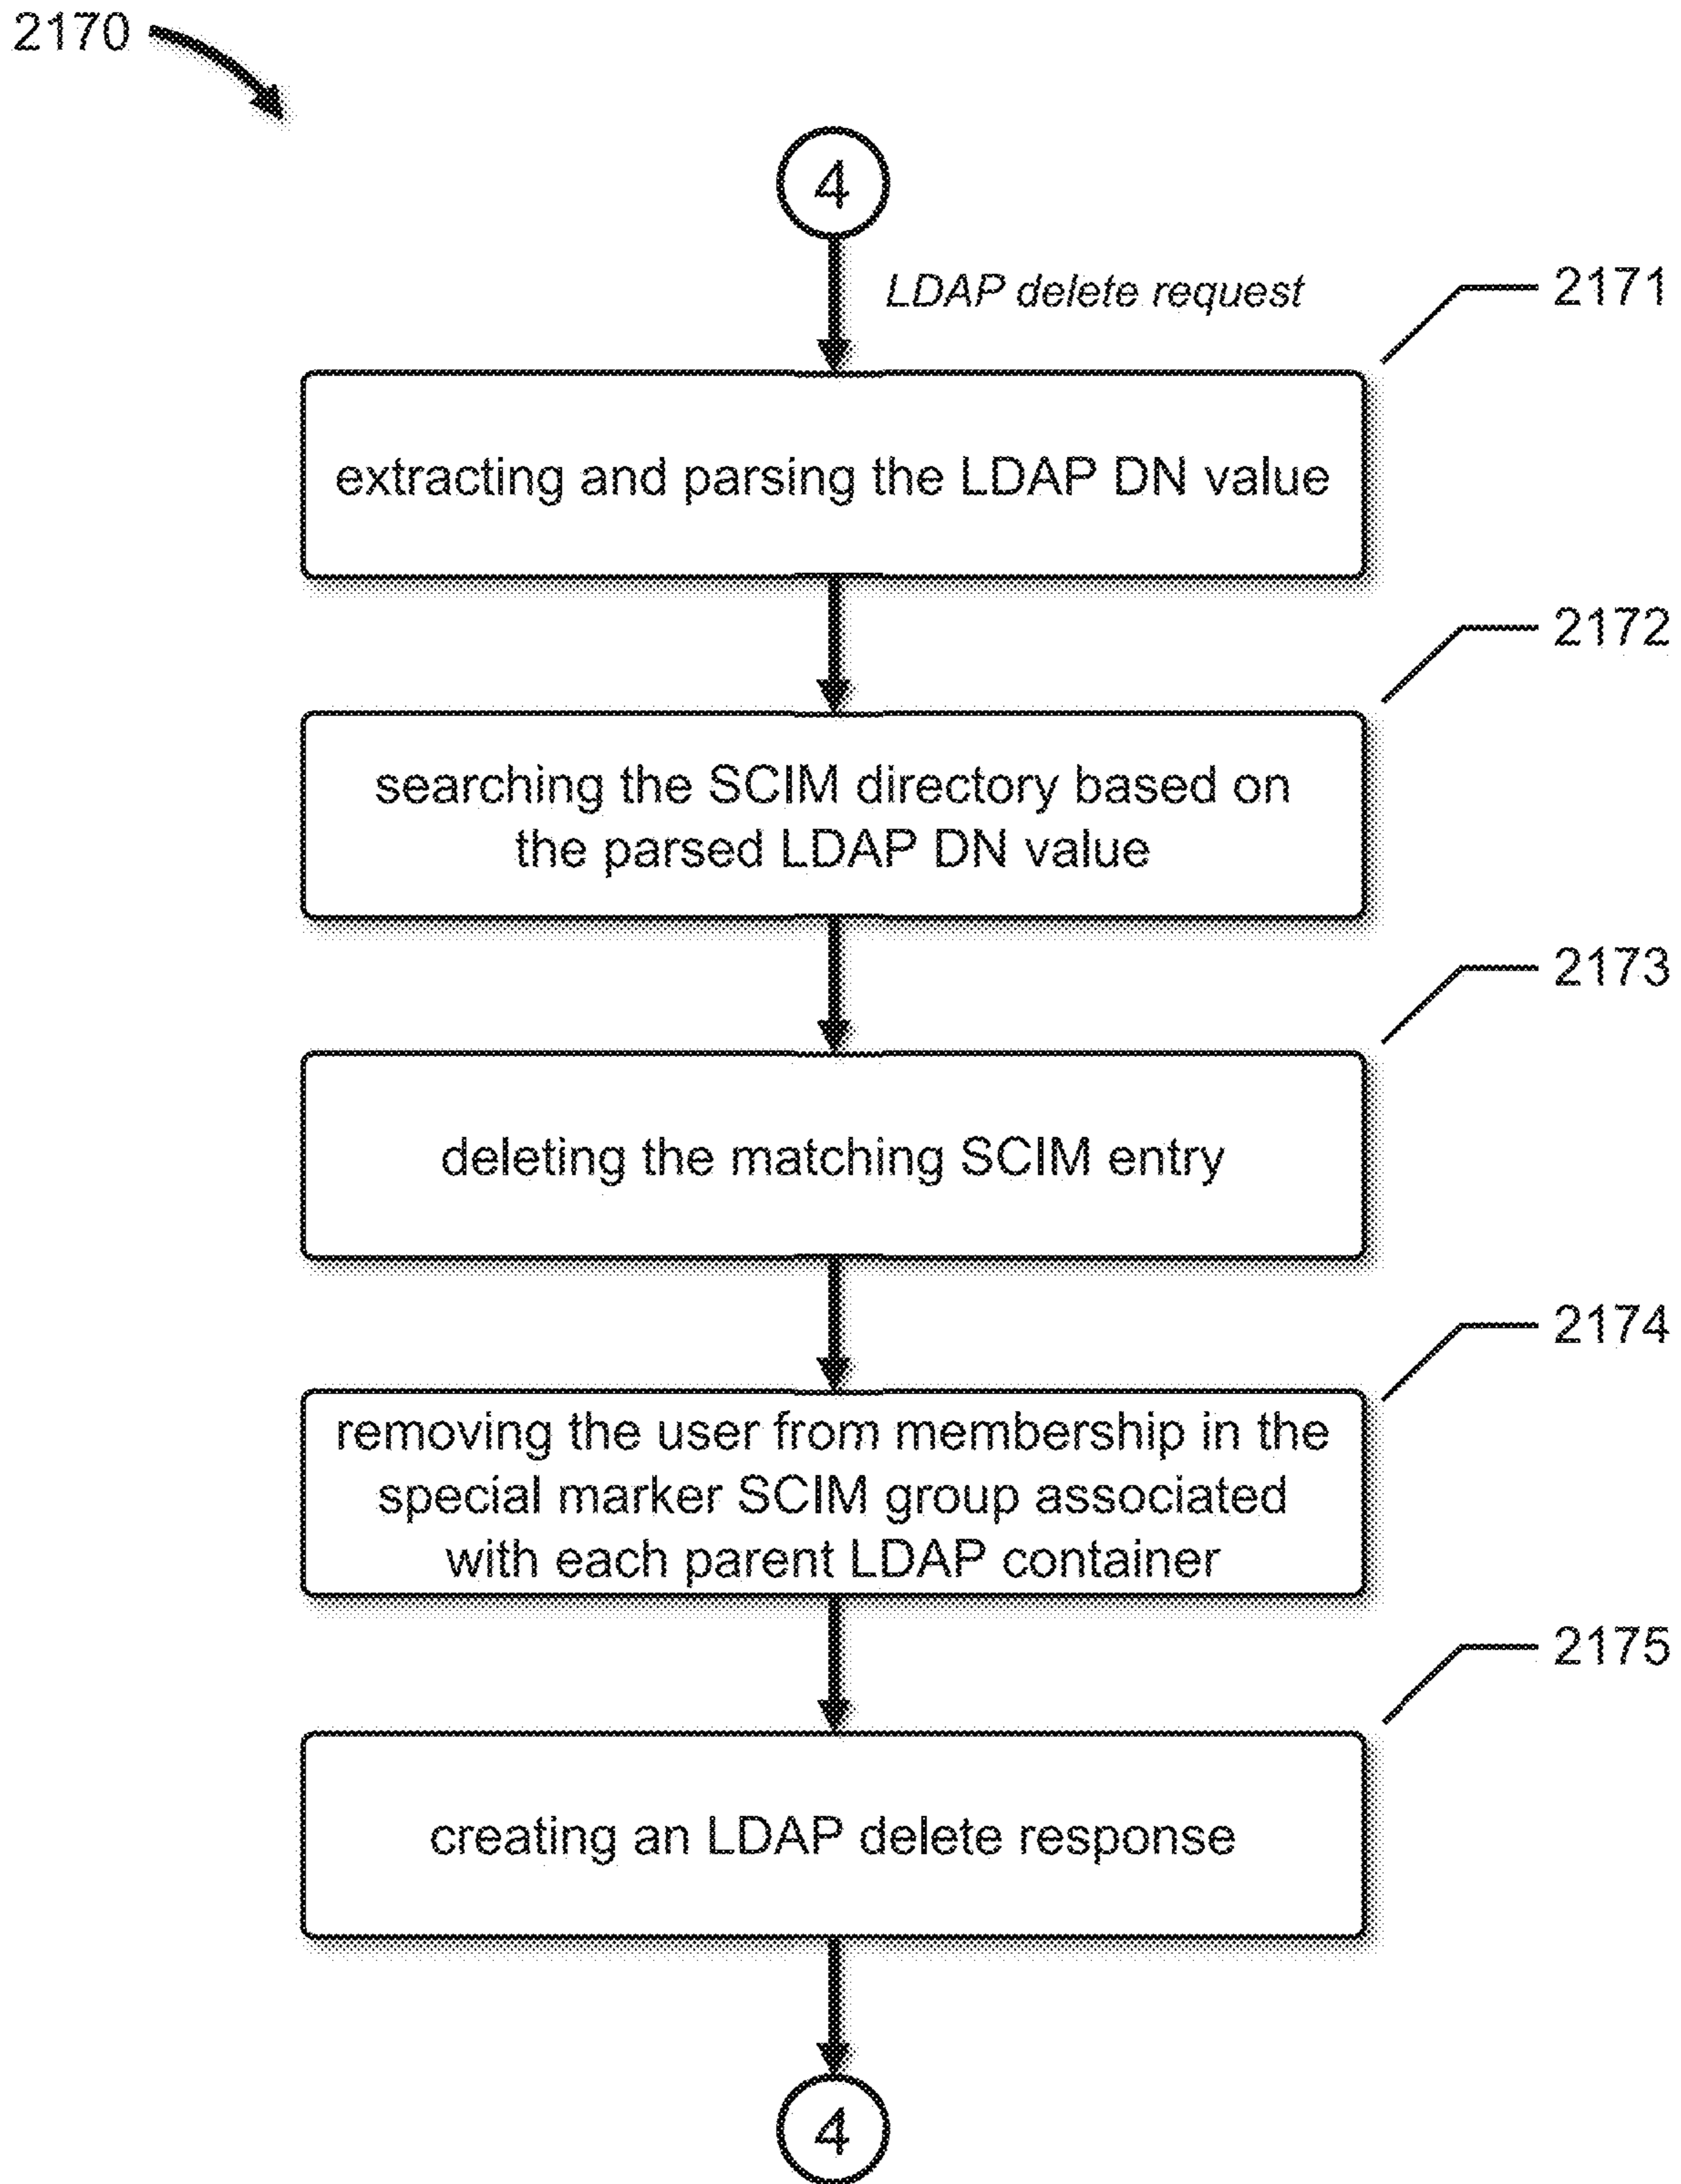 2170
4
LDAP delete request
2171
extracting and parsing the LDAP DN value
2172
searching the SCIM directory based on
the parsed LDAP DN value
2173
deleting the matching SCIM entry
2174
removing the user from membership in the
special marker SCIM group associated
with each parent LDAP container
2175
creating an LDAP delete response
4